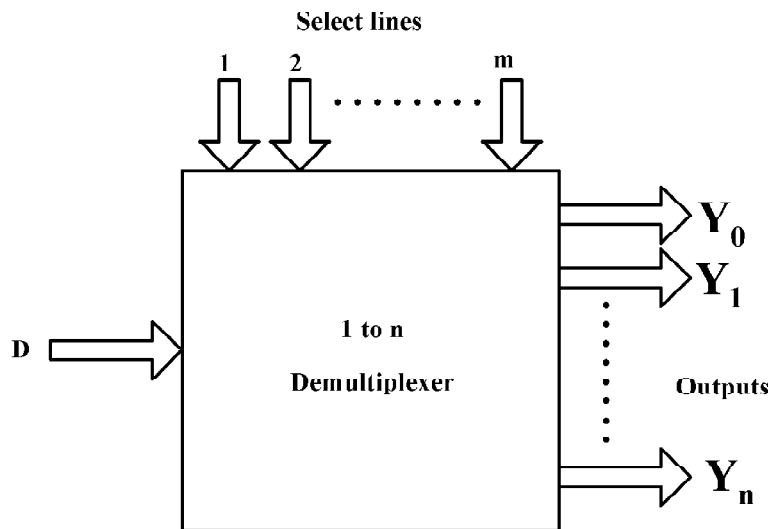 Select lines
1 2 m
Y0
Y1
D
1 to n
Demultiplexer
Outputs
Yn